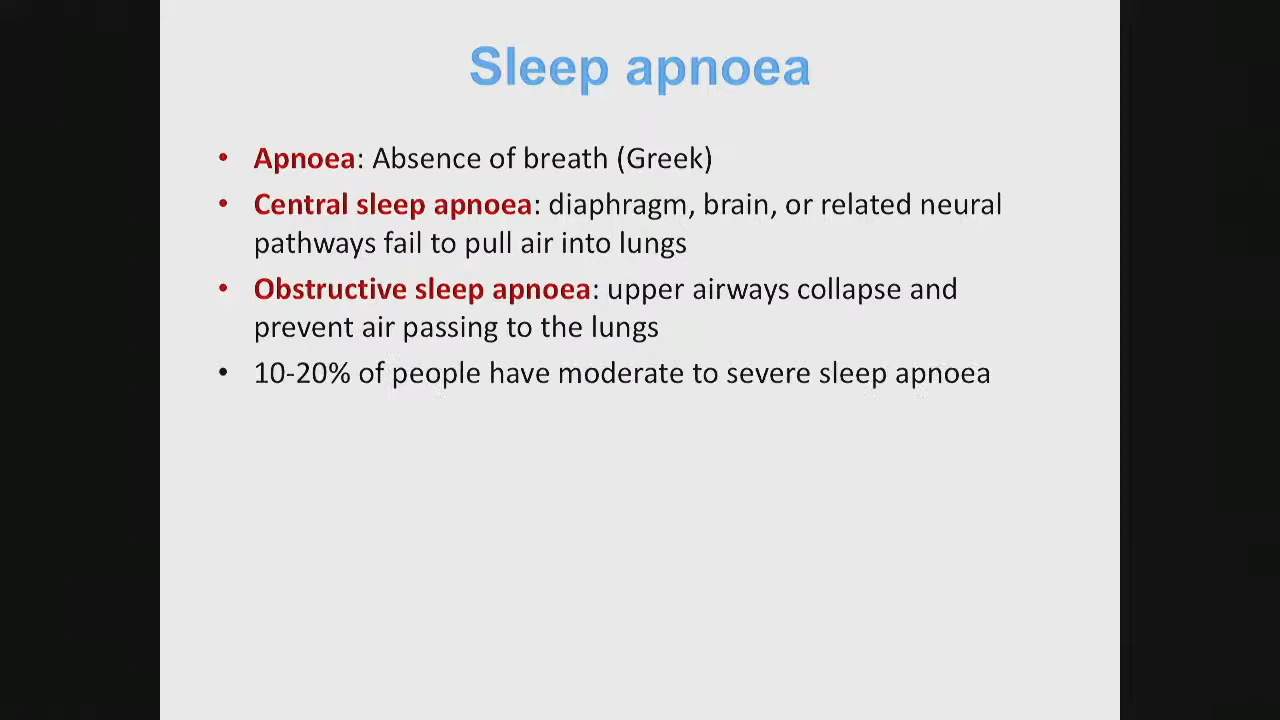 Sleep apnoea
• Apnoea: Absence of breath (Greek)
• Central sleep apnoea: diaphragm, brain, or related neural
pathways fail to pull air into lungs
• Obstructive sleep apnoea: upper airways collapse and
prevent air passing to the lungs
• 10-20% of people have moderate to severe sleep apnoea